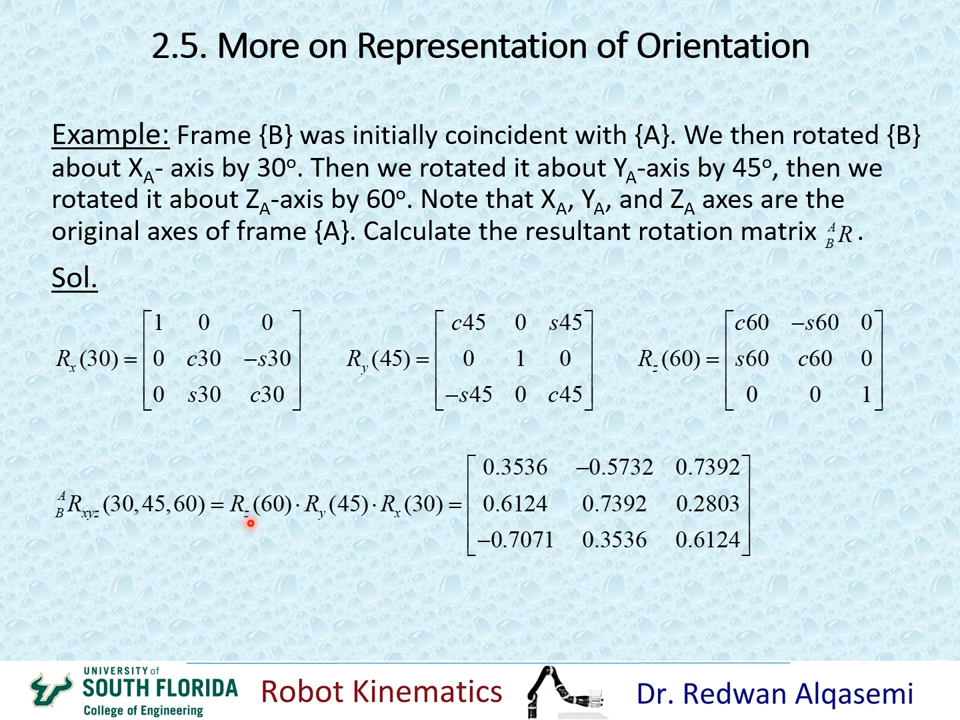 2.5. More on Representation of Orientation
Example: Frame {B} was initially coincident with {A}. We then rotated {B}
about X_A- axis by 30°. Then we rotated it about Y_A-axis by 45°, then we
rotated it about Z_A-axis by 60°. Note that X_A, Y_A, and Z_A axes are the
original axes of frame {A}. Calculate the resultant rotation matrix ^A_B R .
Sol.
R_x(30) = [1 0 0; 0 c30 −s30; 0 s30 c30] R_y(45) = [c45 0 s45; 0 1 0; −s45 0 c45] R_z(60) = [c60 −s60 0; s60 c60 0; 0 0 1]
^A_B R_xyz(30,45,60) = R_z(60)·R_y(45)·R_x(30) = [0.3536 −0.5732 0.7392; 0.6124 0.7392 0.2803; −0.7071 0.3536 0.6124]
UNIVERSITY of
SOUTH FLORIDA
College of Engineering
Robot Kinematics
Dr. Redwan Alqasemi